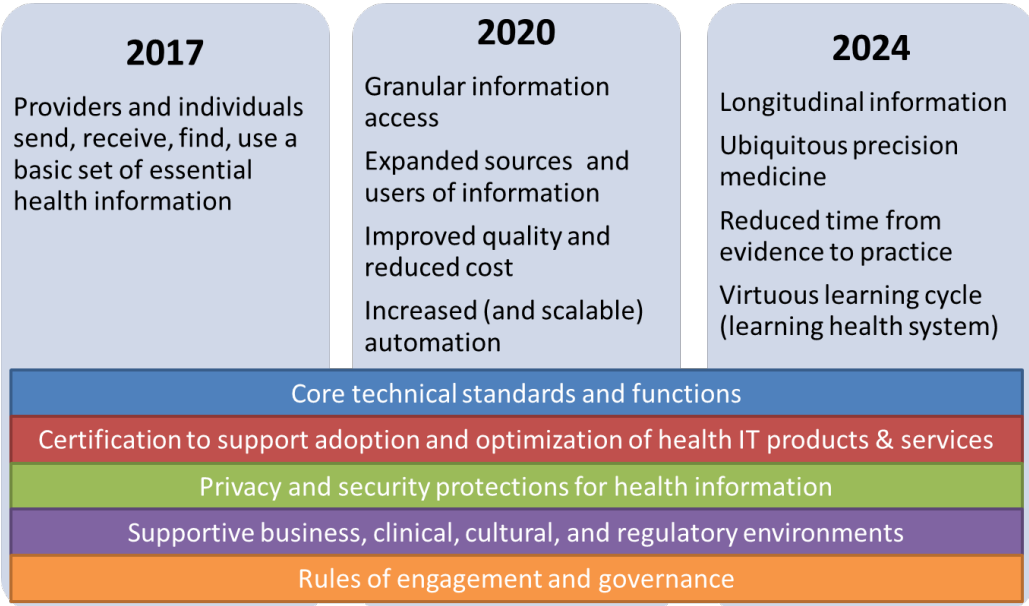 2017
Providers and individuals
send, receive, find, use a
basic set of essential
health information
2020
Granular information
access
Expanded sources and
users of information
Improved quality and
reduced cost
Increased (and scalable)
automation
2024
Longitudinal information
Ubiquitous precision
medicine
Reduced time from
evidence to practice
Virtuous learning cycle
(learning health system)
Core technical standards and functions
Certification to support adoption and optimization of health IT products & services
Privacy and security protections for health information
Supportive business, clinical, cultural, and regulatory environments
Rules of engagement and governance